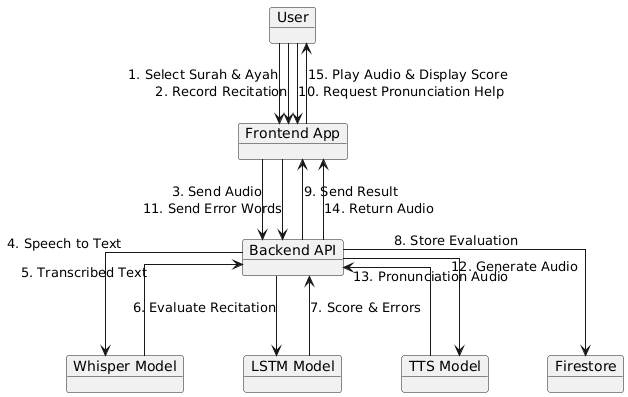 User
1. Select Surah & Ayah
15. Play Audio & Display Score
2. Record Recitation
10. Request Pronunciation Help
Frontend App
3. Send Audio
9. Send Result
11. Send Error Words
14. Return Audio
Backend API
4. Speech to Text
8. Store Evaluation
5. Transcribed Text
12. Generate Audio
13. Pronunciation Audio
6. Evaluate Recitation
7. Score & Errors
Whisper Model
LSTM Model
TTS Model
Firestore